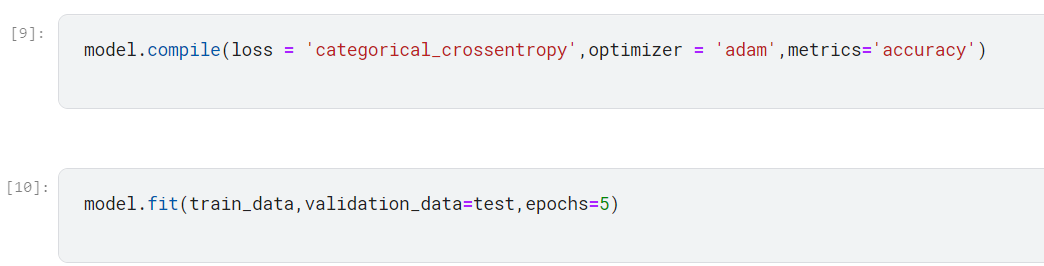 [9]:
model.compile(loss = 'categorical_crossentropy',optimizer = 'adam',metrics='accuracy')
[10]:
model.fit(train_data,validation_data=test,epochs=5)